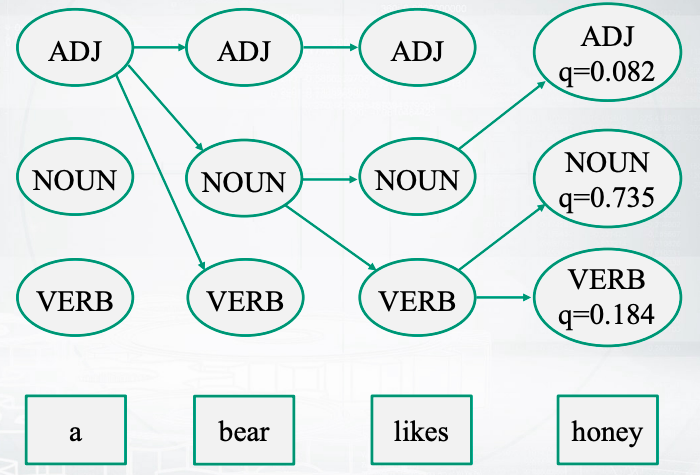 ADJ
ADJ
ADJ
ADJ
q=0.082
NOUN
NOUN
NOUN
NOUN
q=0.735
VERB
VERB
VERB
VERB
q=0.184
a
bear
likes
honey